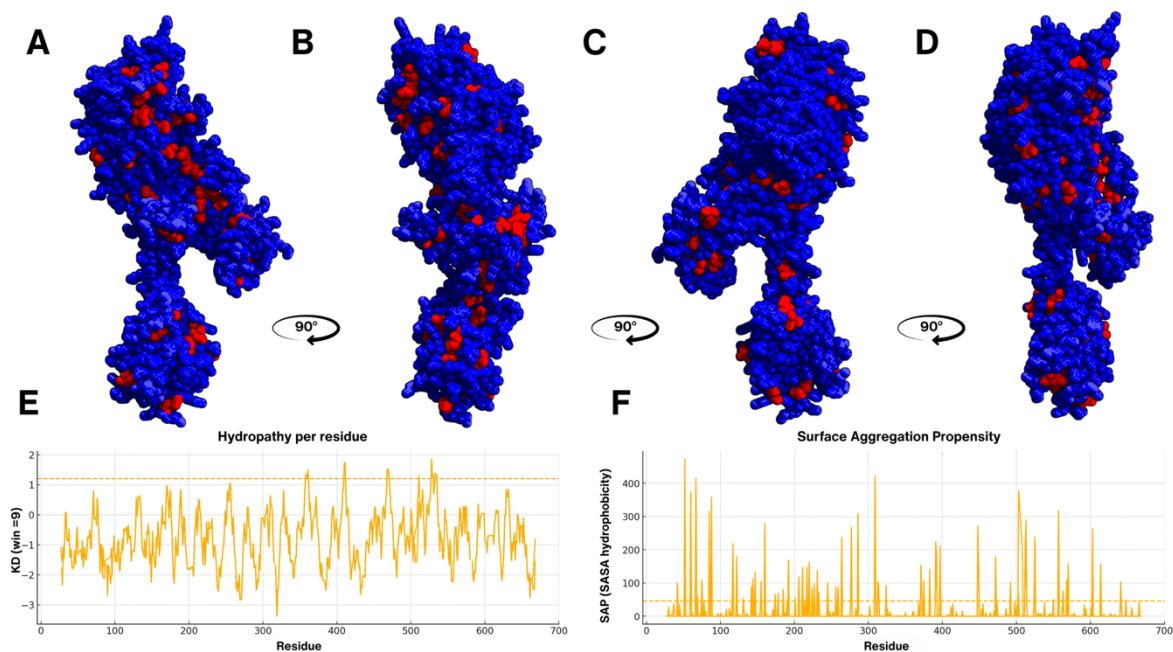 A
B
C
D
90°
90°
90°
E
F
Hydropathy per residue
Surface Aggregation Propensity
KD (win =9)
2
1
0
−1
−2
−3
0
100
200
300
400
500
600
700
Residue
SAP (SASA hydrophobicity)
400
300
200
100
0
0
100
200
300
400
500
600
700
Residue